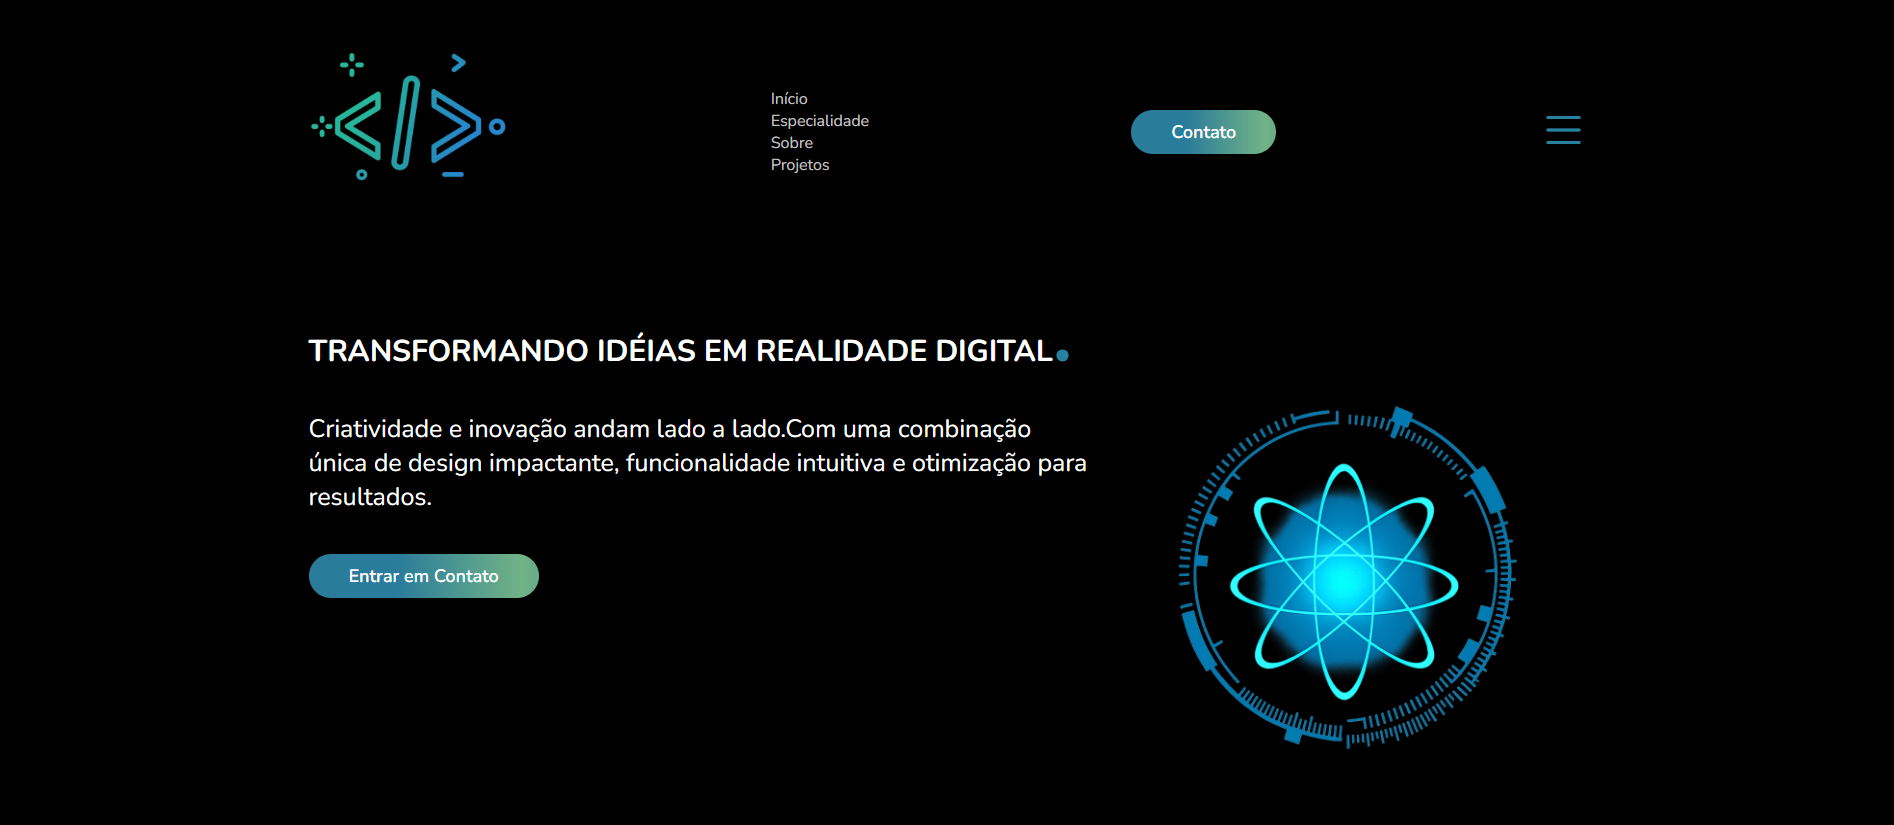 Início
Especialidade
Sobre
Projetos
Contato
TRANSFORMANDO IDÉIAS EM REALIDADE DIGITAL.
Criatividade e inovação andam lado a lado.Com uma combinação
única de design impactante, funcionalidade intuitiva e otimização para
resultados.
Entrar em Contato